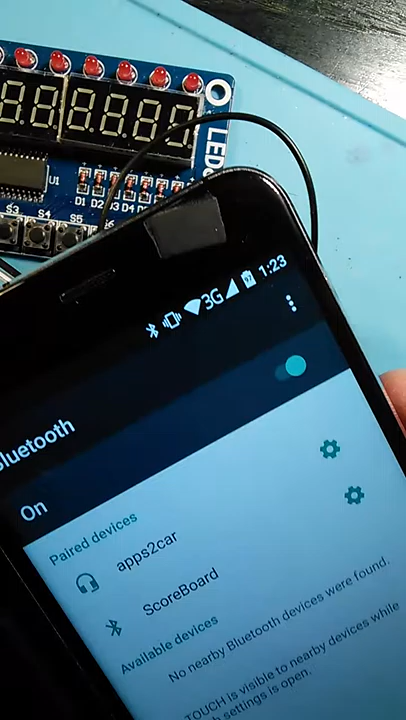 LED&
U1
D1 D2 D3 D4 D5
S3 S4 S5 S6
3G 1:23
Bluetooth
On
Paired devices
apps2car
ScoreBoard
Available devices
No nearby Bluetooth devices were found.
TOUCH is visible to nearby devices while
settings is open.